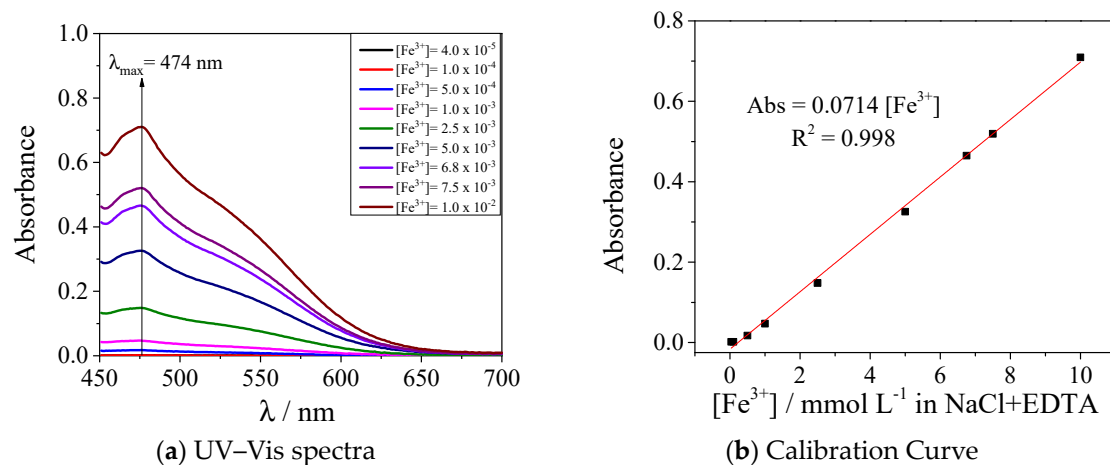 1.0
0.8
0.6
0.4
0.2
0.0
Absorbance
λmax= 474 nm
[Fe³⁺]= 4.0 x 10⁻⁵
[Fe³⁺]= 1.0 x 10⁻⁴
[Fe³⁺]= 5.0 x 10⁻⁴
[Fe³⁺]= 1.0 x 10⁻³
[Fe³⁺]= 2.5 x 10⁻³
[Fe³⁺]= 5.0 x 10⁻³
[Fe³⁺]= 6.8 x 10⁻³
[Fe³⁺]= 7.5 x 10⁻³
[Fe³⁺]= 1.0 x 10⁻²
450 500 550 600 650 700
λ / nm
(a) UV–Vis spectra
0.8
0.6
0.4
0.2
0.0
Absorbance
Abs = 0.0714 [Fe³⁺]
R² = 0.998
0 2 4 6 8 10
[Fe³⁺] / mmol L⁻¹ in NaCl+EDTA
(b) Calibration Curve